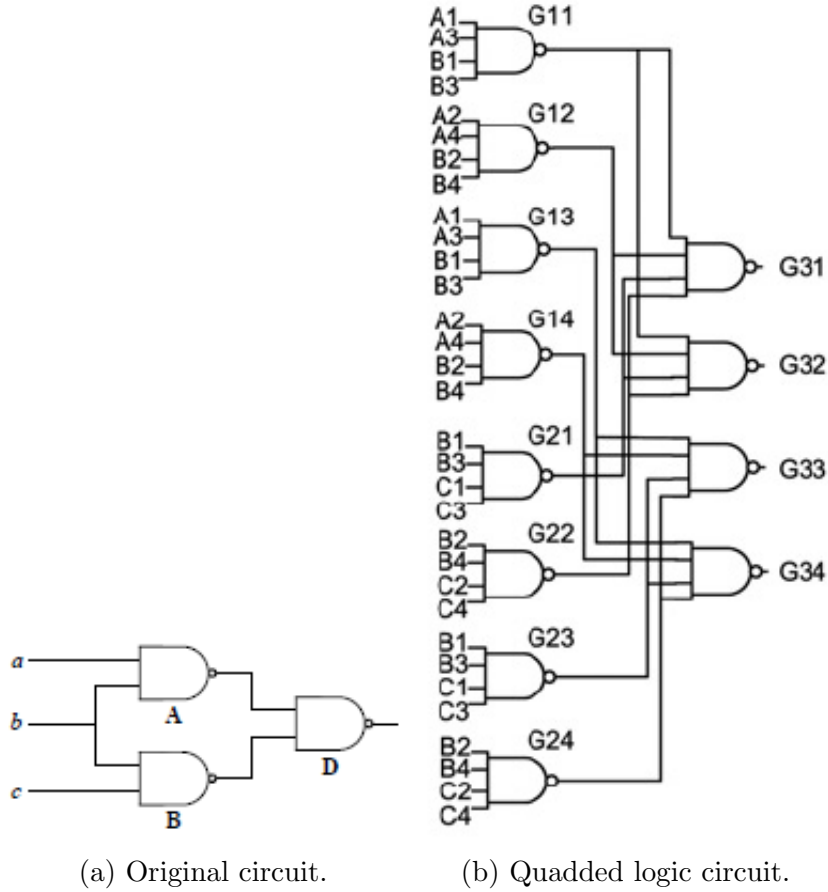 A1
A3
B1
B3
G11
A2
A4
B2
B4
G12
A1
A3
B1
B3
G13
A2
A4
B2
B4
G14
B1
B3
C1
C3
G21
B2
B4
C2
C4
G22
B1
B3
C1
C3
G23
B2
B4
C2
C4
G24
G31
G32
G33
G34
a
b
c
A
B
D
(a) Original circuit.
(b) Quadded logic circuit.